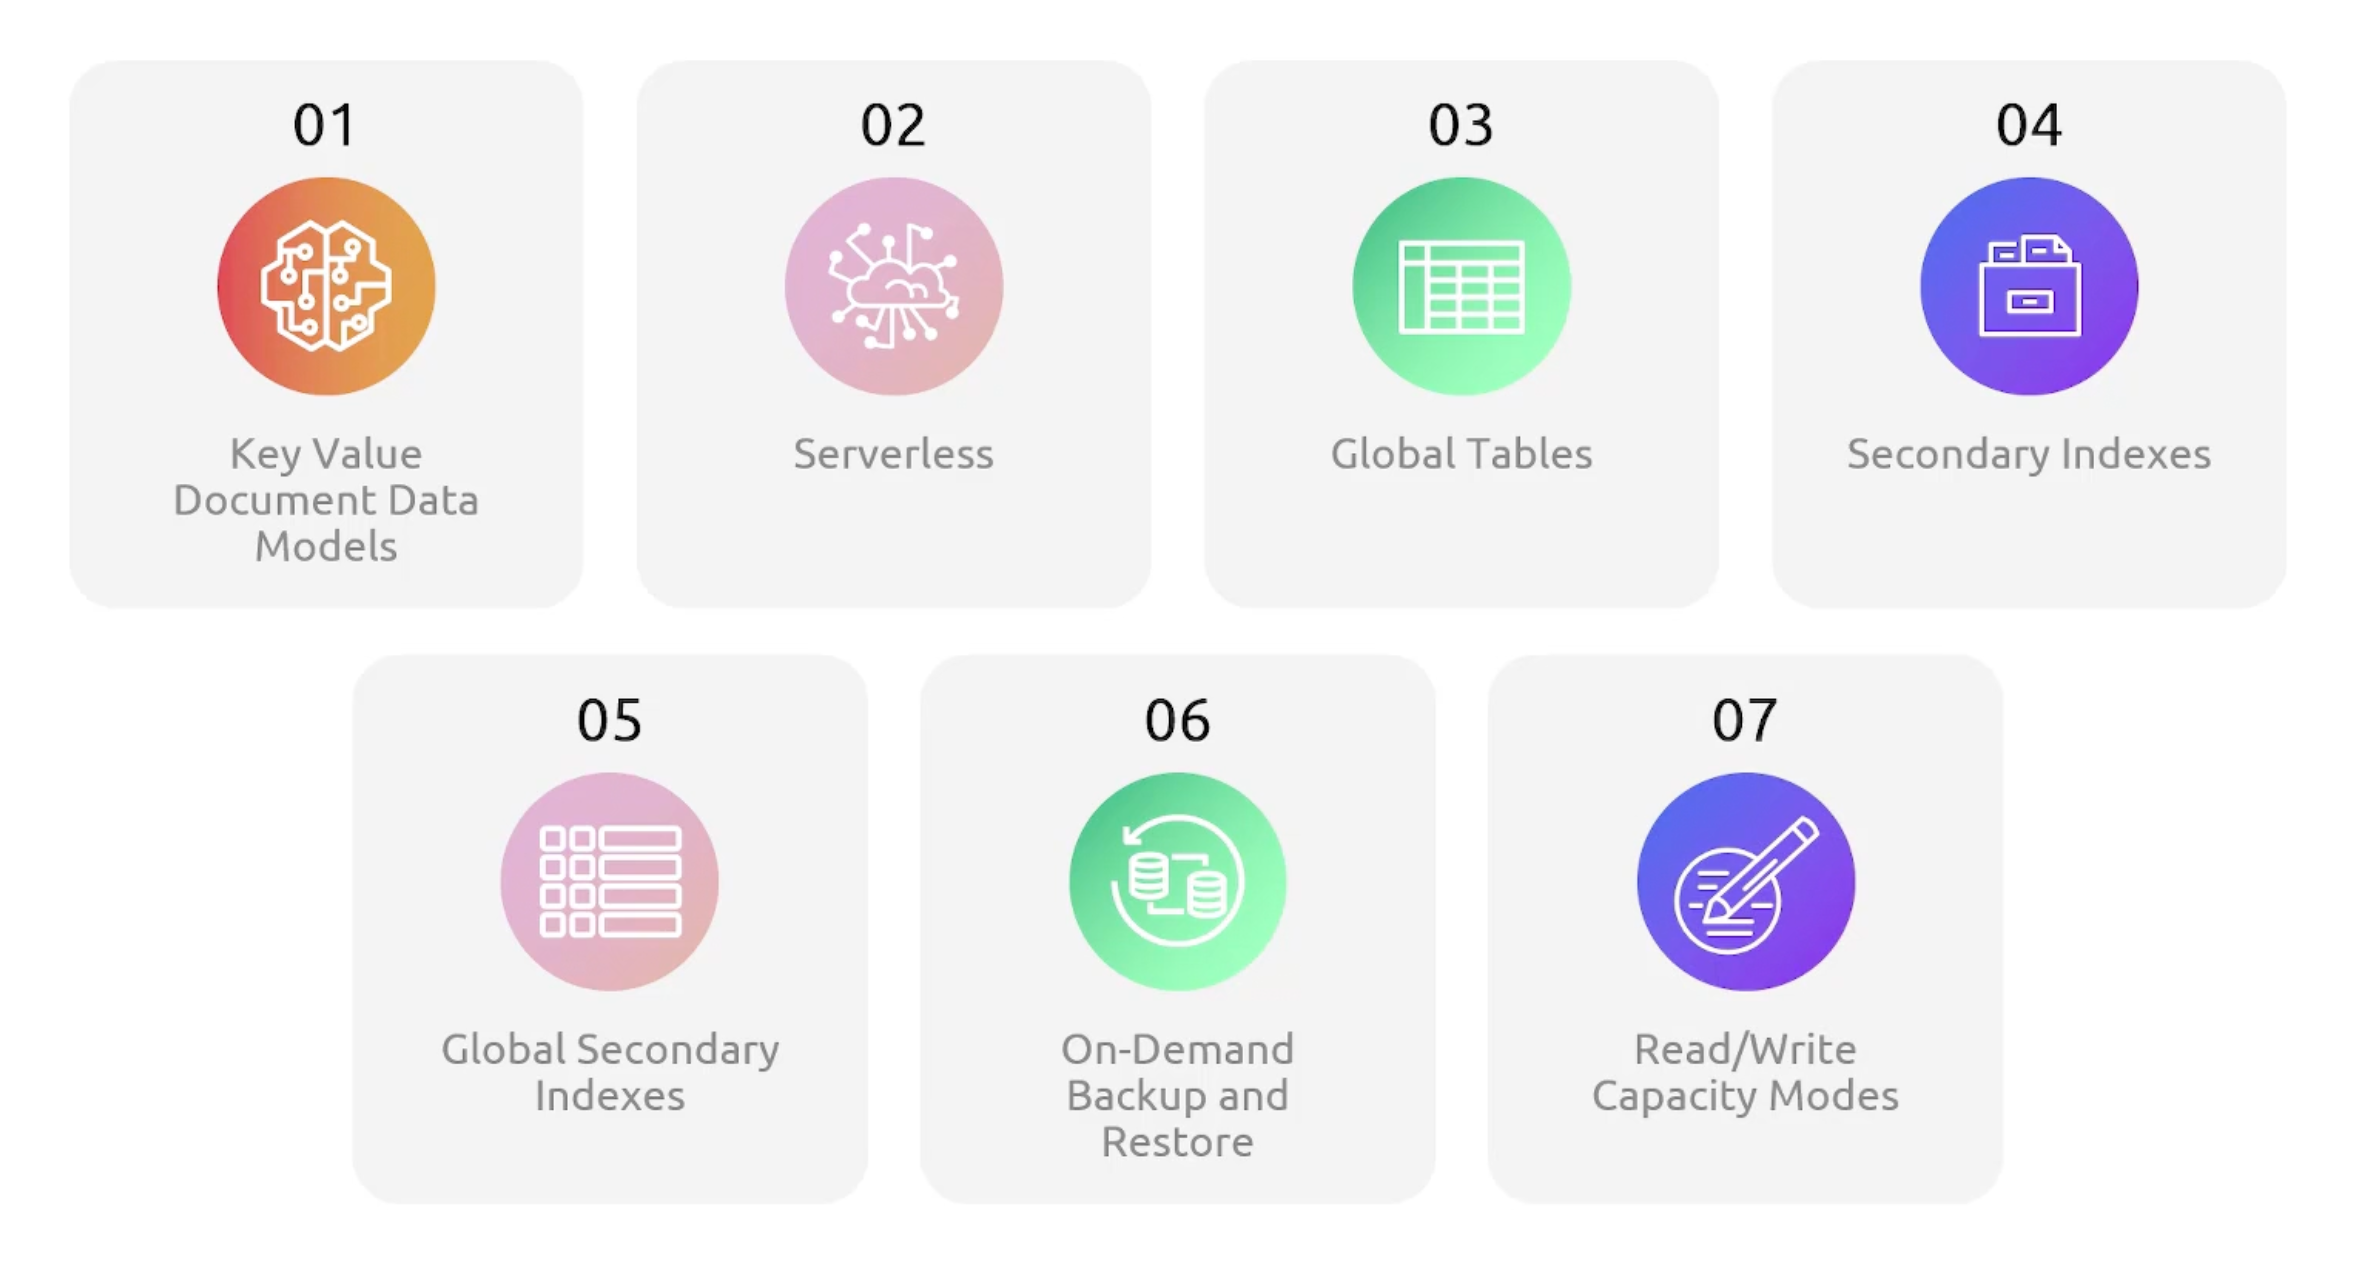 01
Key Value
Document Data
Models
02
Serverless
03
Global Tables
04
Secondary Indexes
05
Global Secondary
Indexes
06
On-Demand
Backup and
Restore
07
Read/Write
Capacity Modes